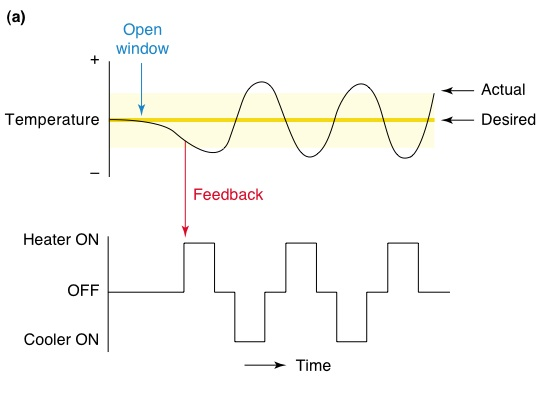 (a)
Open
window
+
Actual
Temperature
Desired
–
Feedback
Heater ON
OFF
Cooler ON
Time